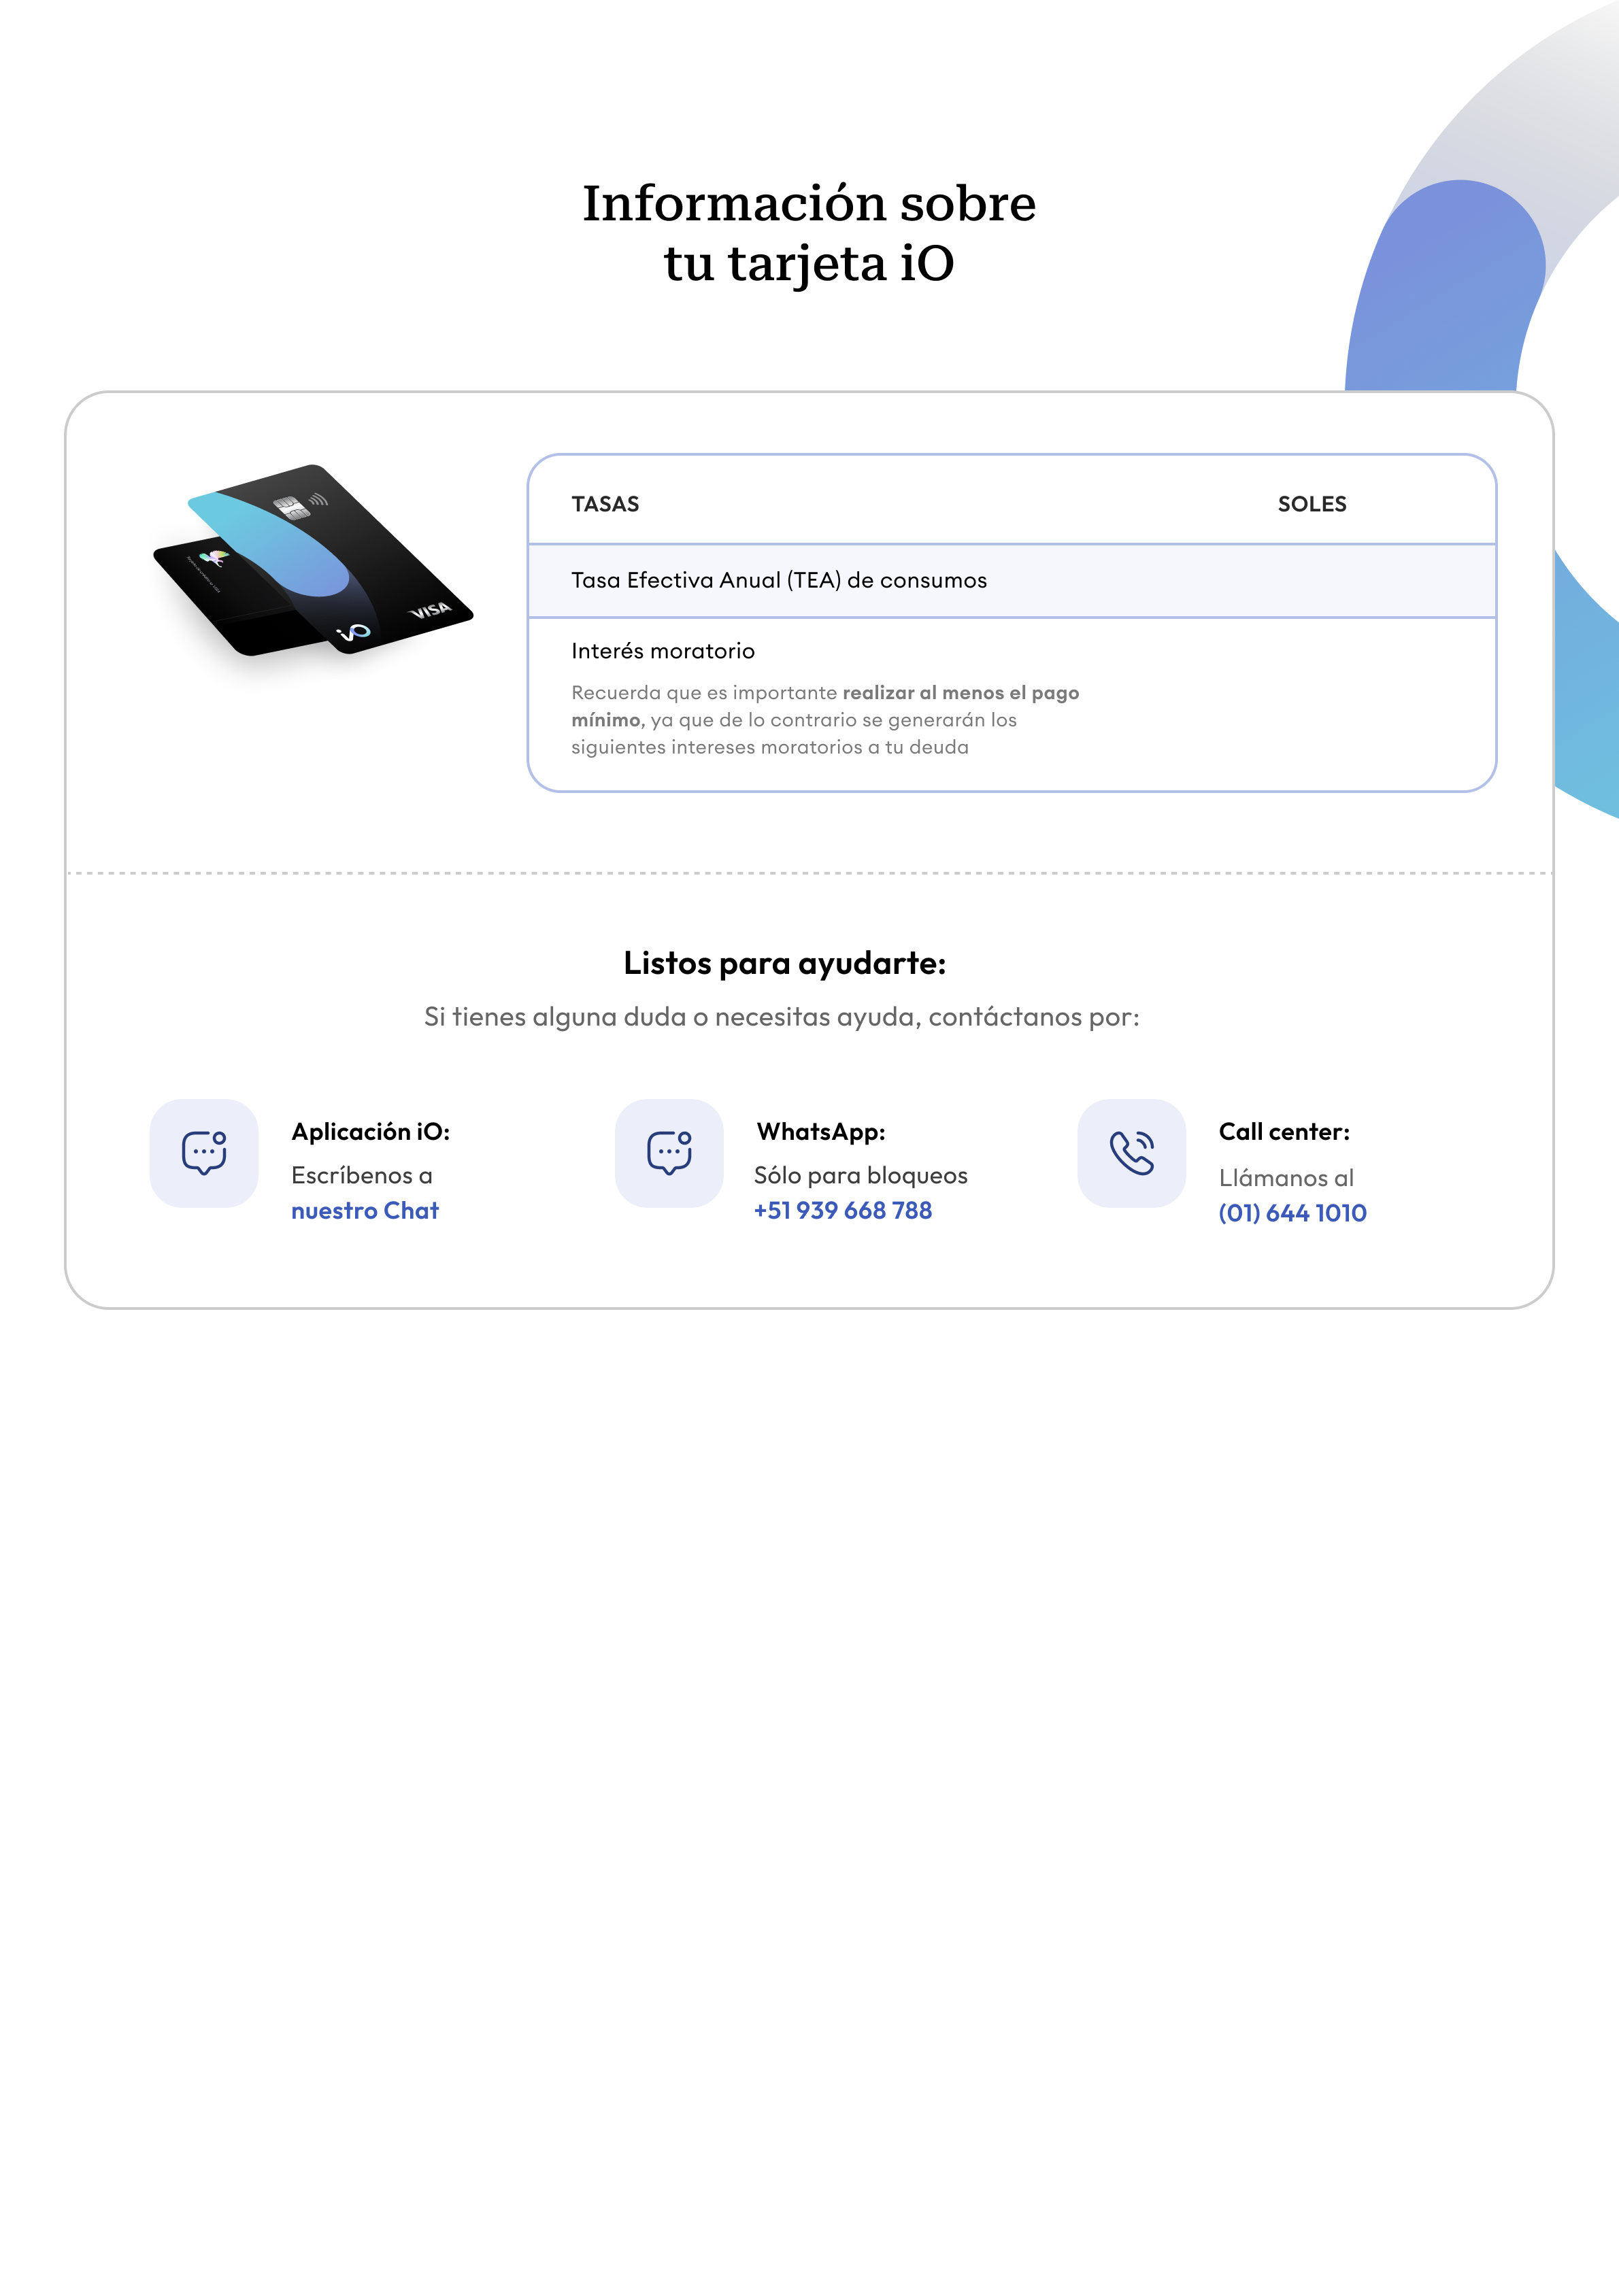 Información sobre
tu tarjeta iO
VISA
iO
TASAS SOLES
Tasa Efectiva Anual (TEA) de consumos
Interés moratorio
Recuerda que es importante realizar al menos el pago
mínimo, ya que de lo contrario se generarán los
siguientes intereses moratorios a tu deuda
Listos para ayudarte:
Si tienes alguna duda o necesitas ayuda, contáctanos por:
Aplicación iO:
Escríbenos a
nuestro Chat
WhatsApp:
Sólo para bloqueos
+51 939 668 788
Call center:
Llámanos al
(01) 644 1010